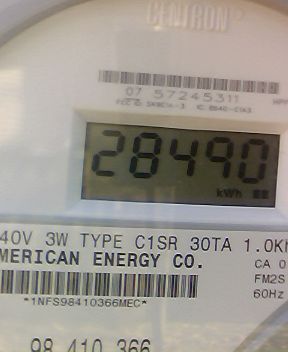 CENTRON
07 57245311
28490
kWh
40V 3W TYPE C1SR 30TA 1.0K
MERICAN ENERGY CO.
CA 0
FM2S
60Hz
*1NFS98410366MEC*
98 410 366